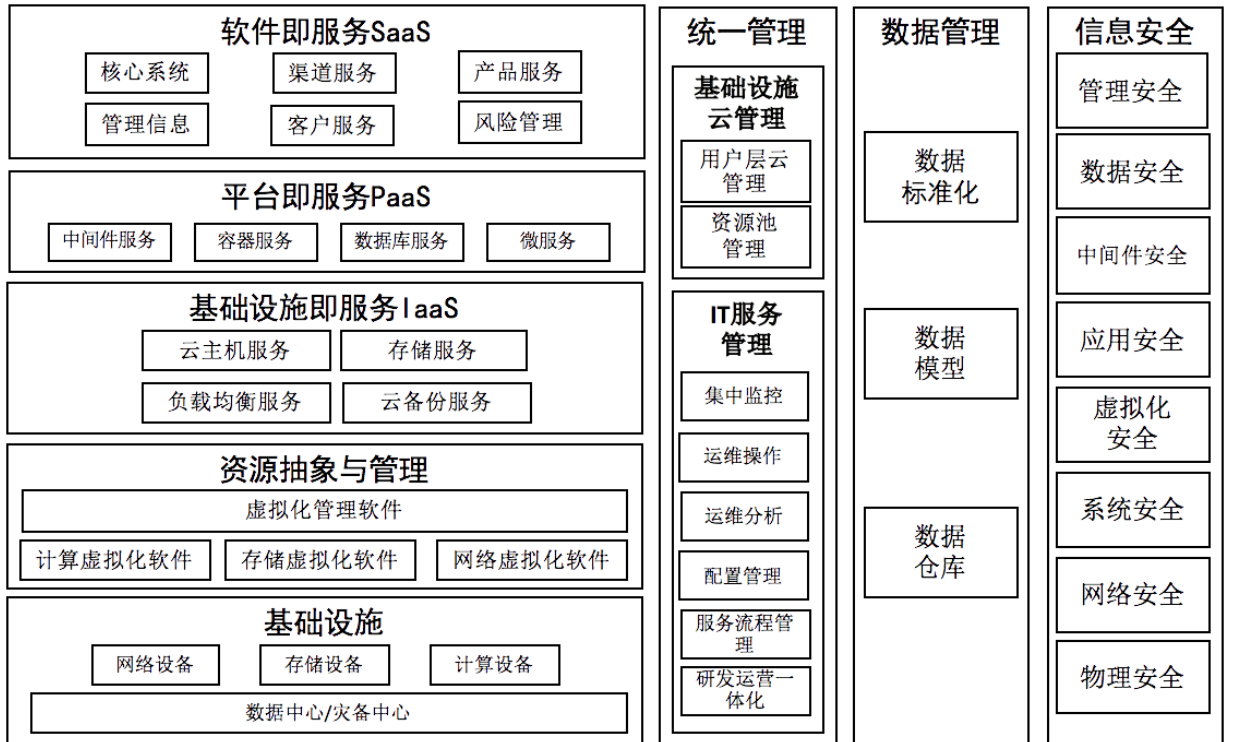 软件即服务SaaS
核心系统
渠道服务
产品服务
管理信息
客户服务
风险管理
平台即服务PaaS
中间件服务
容器服务
数据库服务
微服务
基础设施即服务IaaS
云主机服务
存储服务
负载均衡服务
云备份服务
资源抽象与管理
虚拟化管理软件
计算虚拟化软件
存储虚拟化软件
网络虚拟化软件
基础设施
网络设备
存储设备
计算设备
数据中心/灾备中心
统一管理
基础设施
云管理
用户层云
管理
资源池
管理
IT服务
管理
集中监控
运维操作
运维分析
配置管理
服务流程管
理
研发运营一
体化
数据管理
数据
标准化
数据
模型
数据
仓库
信息安全
管理安全
数据安全
中间件安全
应用安全
虚拟化
安全
系统安全
网络安全
物理安全